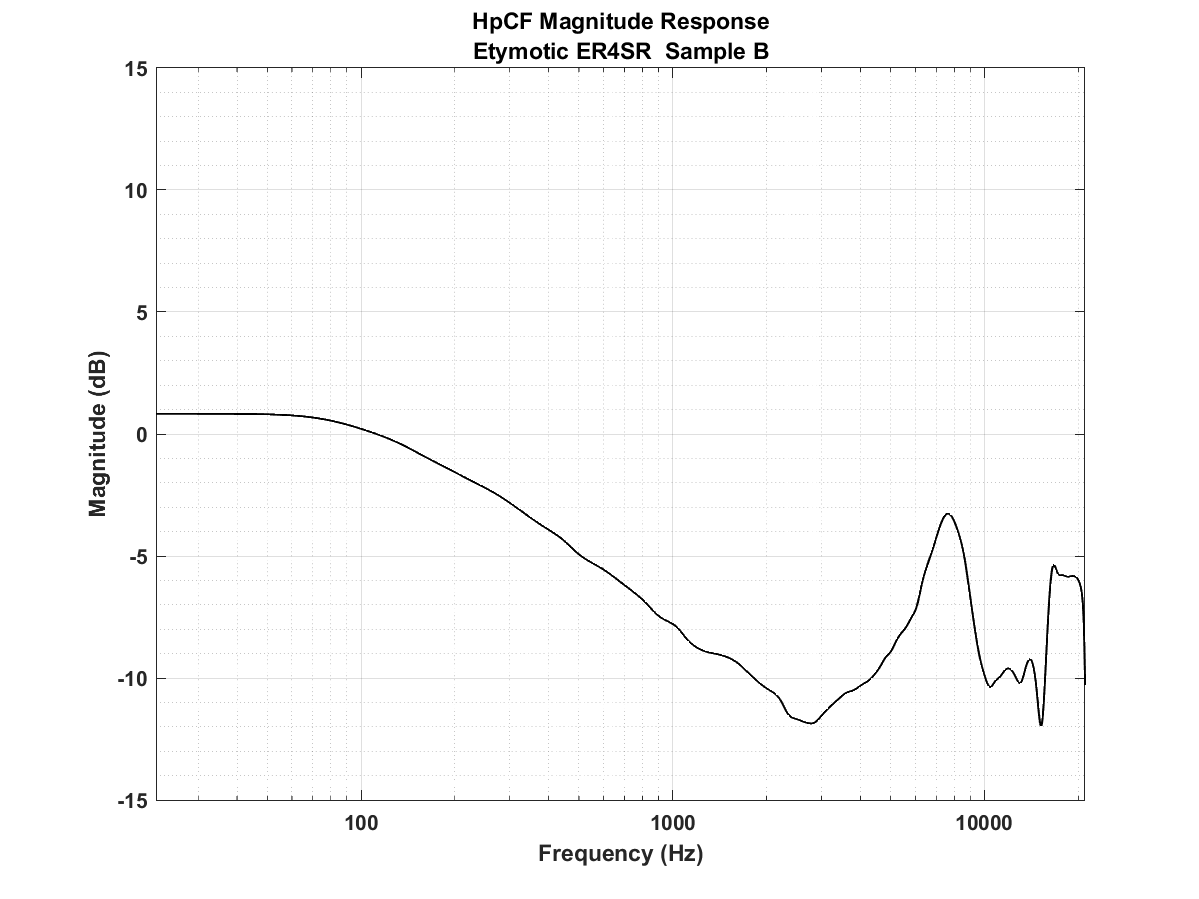 HpCF Magnitude Response
Etymotic ER4SR  Sample B
15
10
5
0
-5
-10
-15
Magnitude (dB)
100
1000
10000
Frequency (Hz)